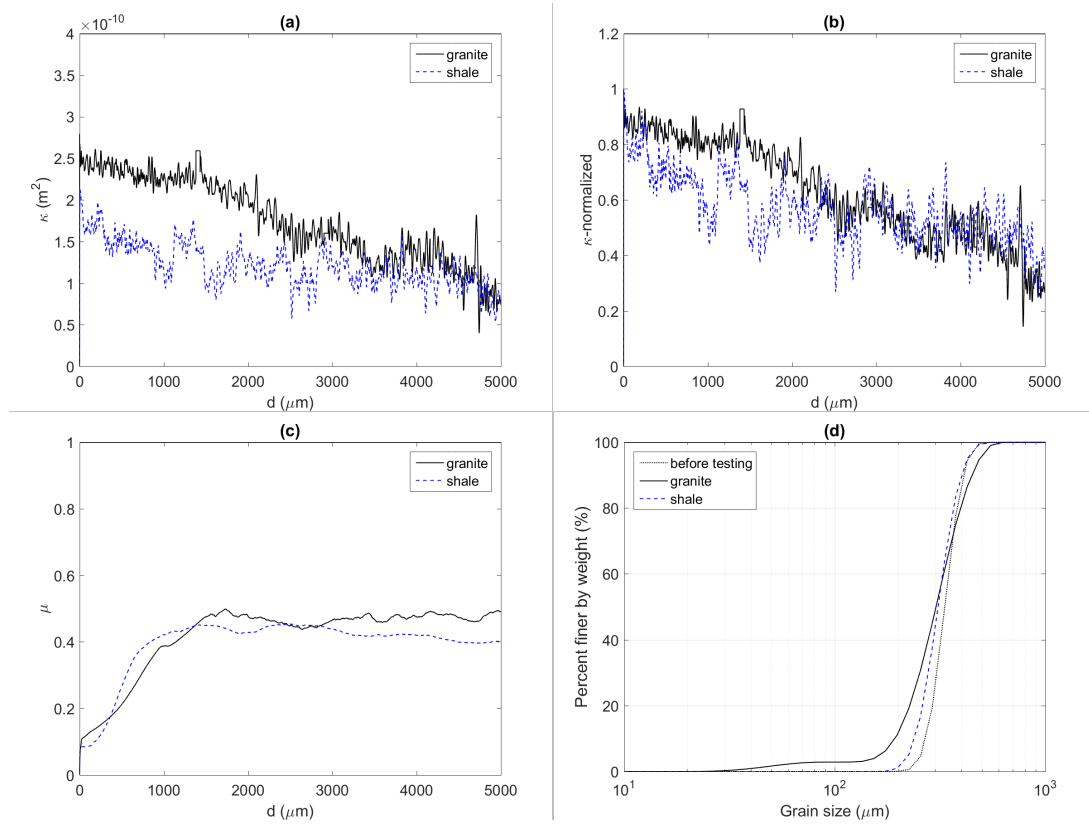 (a)
×10⁻¹⁰
4
3.5
3
2.5
2
1.5
1
0.5
0
κ (m²)
granite
shale
0 1000 2000 3000 4000 5000
d (μm)
(b)
1.2
1
0.8
0.6
0.4
0.2
0
κ-normalized
granite
shale
0 1000 2000 3000 4000 5000
d (μm)
(c)
1
0.8
0.6
0.4
0.2
0
μ
granite
shale
0 1000 2000 3000 4000 5000
d (μm)
(d)
100
80
60
40
20
0
Percent finer by weight (%)
before testing
granite
shale
10¹ 10² 10³
Grain size (μm)